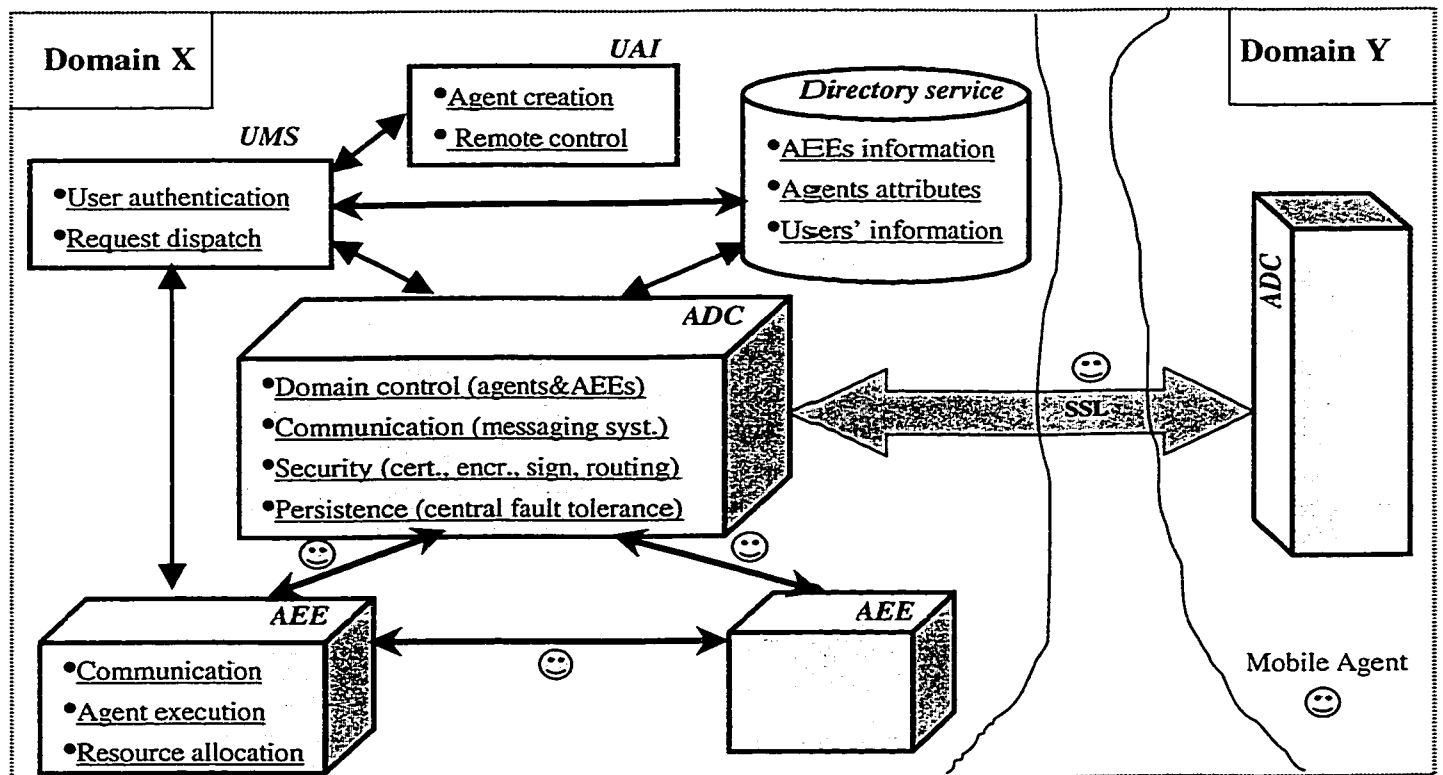 Domain X
UAI
•Agent creation
• Remote control
Directory service
•AEEs information
•Agents attributes
•Users' information
Domain Y
UMS
•User authentication
•Request dispatch
ADC
•Domain control (agents&AEEs)
•Communication (messaging syst.)
•Security (cert., encr., sign, routing)
•Persistence (central fault tolerance)
SSL
ADC
AEE
•Communication
•Agent execution
•Resource allocation
AEE
Mobile Agent